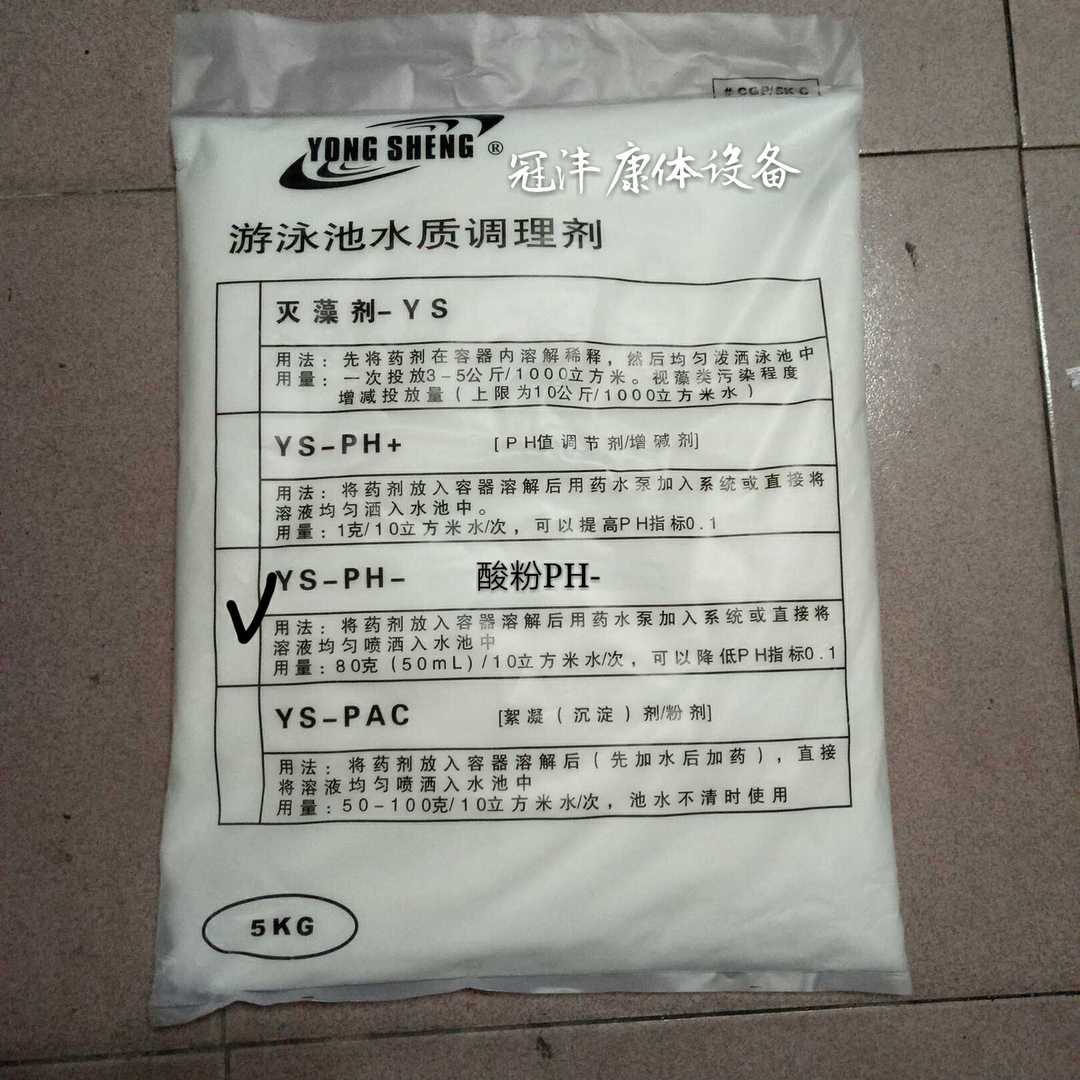 # CGP/5KG
YONG SHENG ®
冠沣康体设备
游泳池水质调理剂
灭藻剂-YS
用法：先将药剂在容器内溶解稀释，然后均匀泼洒泳池中
用量：一次投放3-5公斤/1000立方米。视藻类污染程度
增减投放量（上限为10公斤/1000立方米水）
YS-PH+ [PH值调节剂/增碱剂]
用法：将药剂放入容器溶解后用药水泵加入系统或直接将
溶液均匀洒入水池中。
用量：1克/10立方米水/次，可以提高PH指标0.1
YS-PH- 酸粉PH-
用法：将药剂放入容器溶解后用药水泵加入系统或直接将
溶液均匀喷洒入水池中
用量：80克(50mL)/10立方米水/次，可以降低PH指标0.1
YS-PAC [絮凝（沉淀）剂/粉剂]
用法：将药剂放入容器溶解后（先加水后加药），直接
将溶液均匀喷洒入水池中
用量：50-100克/10立方米水/次，池水不清时使用
5KG